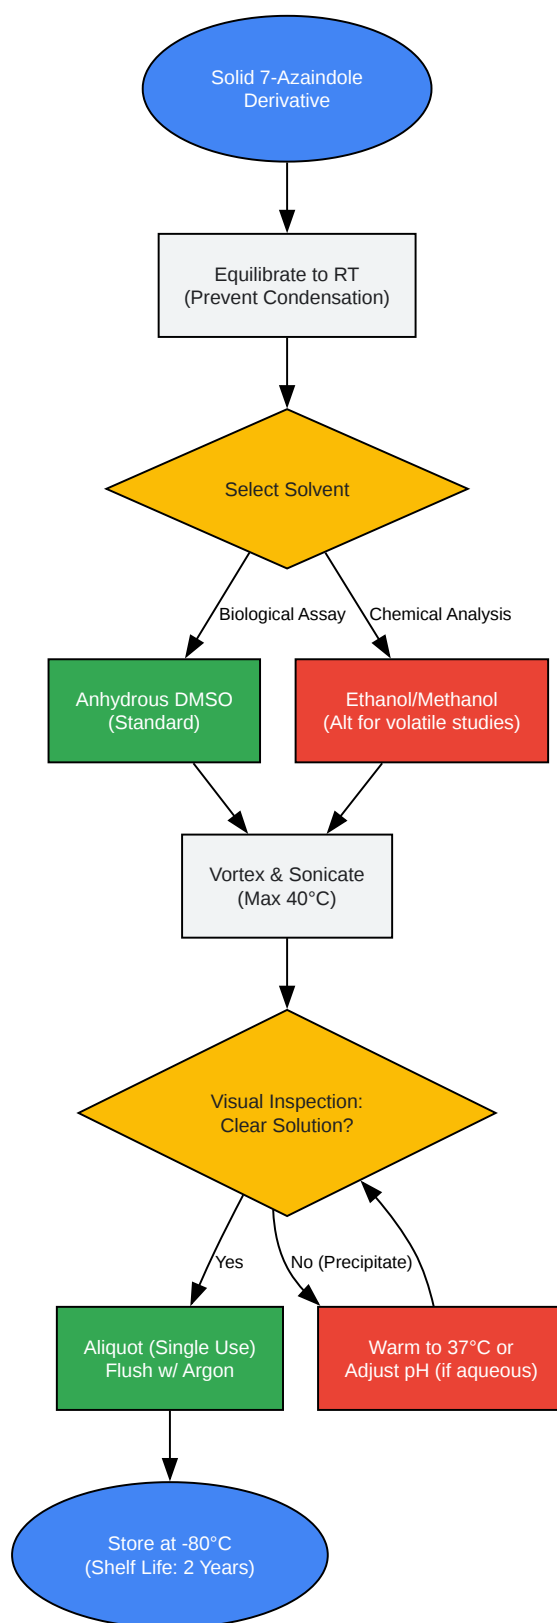 Solid 7-Azaindole
Derivative
Equilibrate to RT
(Prevent Condensation)
Select Solvent
Biological Assay
Chemical Analysis
Anhydrous DMSO
(Standard)
Ethanol/Methanol
(Alt for volatile studies)
Vortex & Sonicate
(Max 40°C)
Visual Inspection:
Clear Solution?
Yes
No (Precipitate)
Aliquot (Single Use)
Flush w/ Argon
Warm to 37°C or
Adjust pH (if aqueous)
Store at -80°C
(Shelf Life: 2 Years)